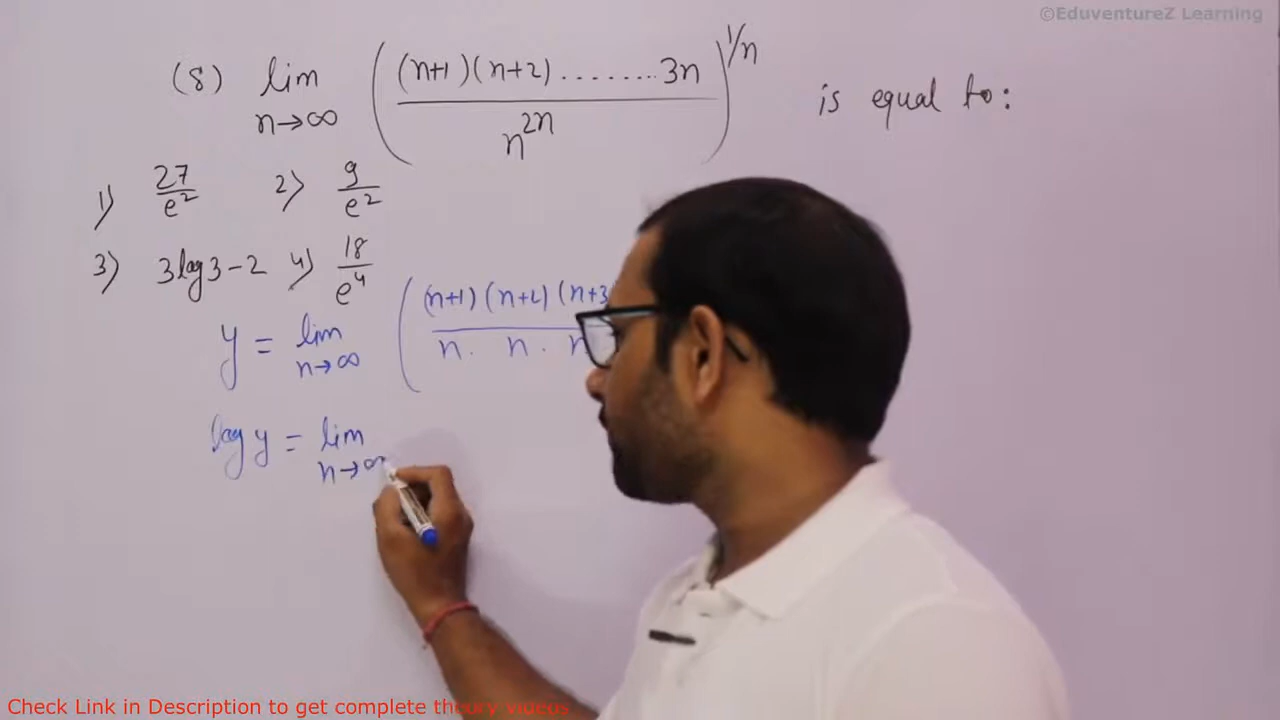 ©EduventureZ Learning
(8) lim n→∞ ( (n+1)(n+2)........3n / n^{2n} )^{1/n} is equal to:
1) 27/e^2 2) 9/e^2
3) 3log3-2 4) 18/e^4
y = lim n→∞ ( (n+1) (n+2) (n+3 / n . n . n
log y = lim n→∞
Check Link in Description to get complete theory videos